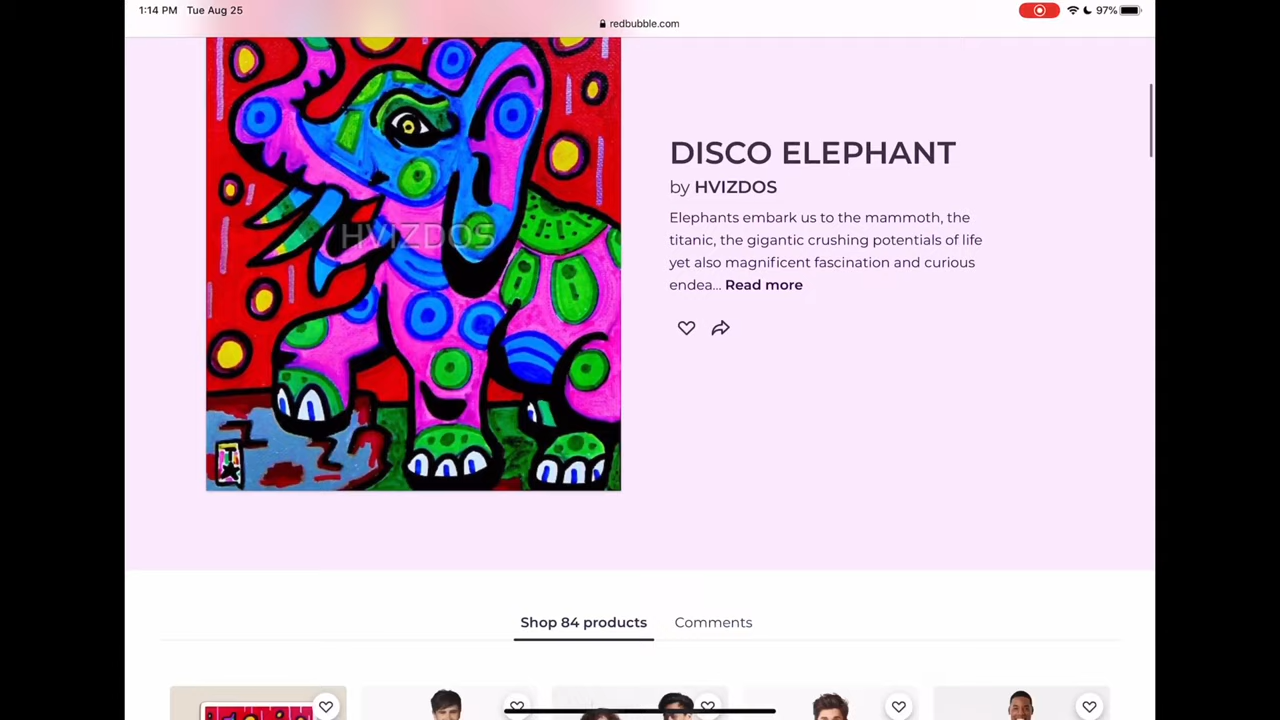 1:14 PM Tue Aug 25
97%
redbubble.com
HVIZDOS
DISCO ELEPHANT
by HVIZDOS
Elephants embark us to the mammoth, the
titanic, the gigantic crushing potentials of life
yet also magnificent fascination and curious
endea... Read more
Shop 84 products
Comments